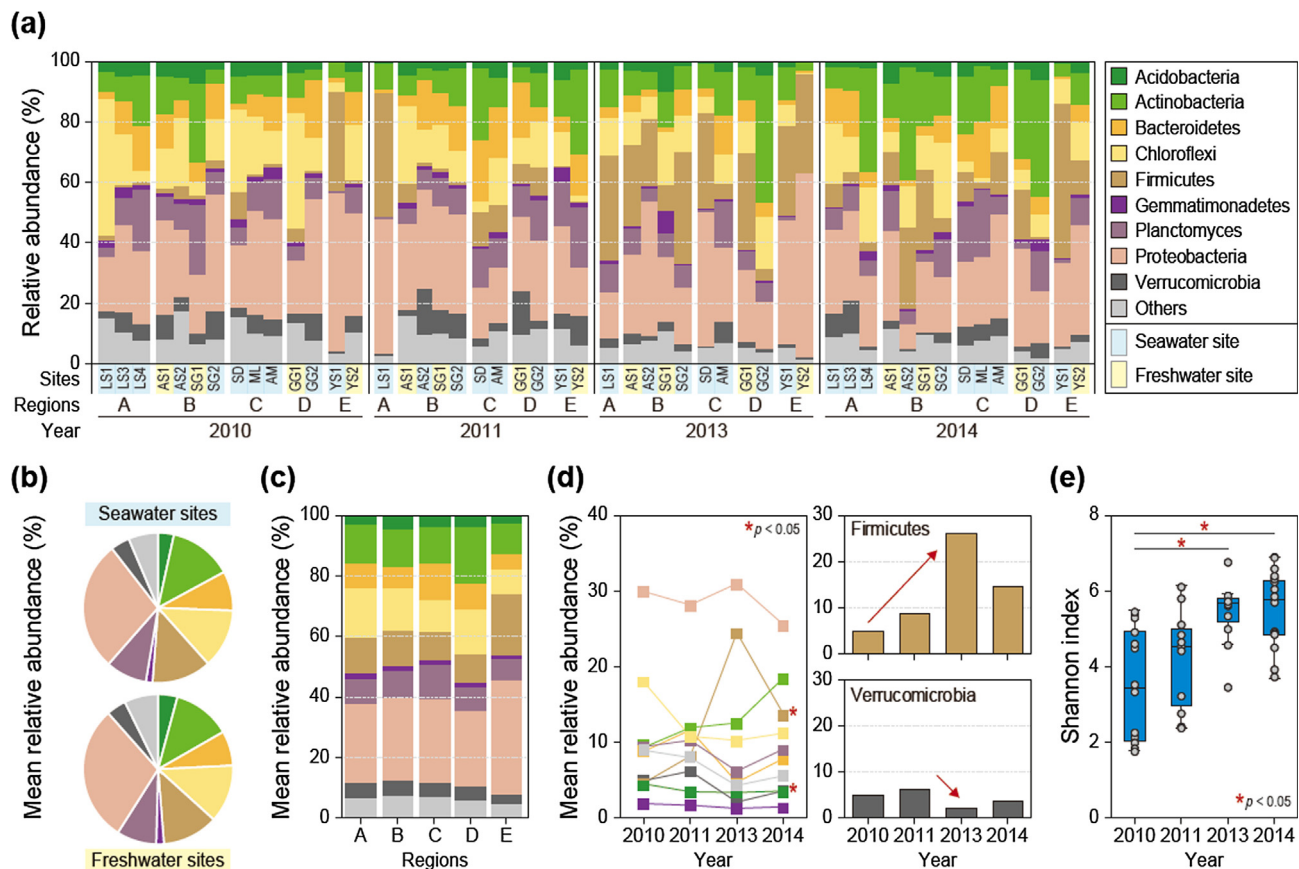 (a)
Relative abundance (%)
100
80
60
40
20
0
Sites
LS1 LS3 LS4 AS1 AS2 SG1 SG2 SD ML AM GG1 GG2 YS1 YS2 LS1 AS1 AS2 SG1 SG2 SD AM GG1 GG2 YS1 YS2 LS1 AS1 AS2 SG1 SG2 SD AM GG1 GG2 YS1 YS2 LS1 LS3 LS4 AS1 AS2 SG1 SG2 SD ML AM GG1 GG2 YS1 YS2
Regions A B C D E A B C D E A B C D E A B C D E
Year 2010 2011 2013 2014
Acidobacteria
Actinobacteria
Bacteroidetes
Chloroflexi
Firmicutes
Gemmatimonadetes
Planctomyces
Proteobacteria
Verrucomicrobia
Others
Seawater site
Freshwater site
(b)
Mean relative abundance (%)
Seawater sites
Freshwater sites
(c)
Mean relative abundance (%)
100
80
60
40
20
0
A B C D E
Regions
(d)
Mean relative abundance (%)
40
30
20
10
0
* p < 0.05
*
*
2010 2011 2013 2014
Year
30
20
10
0
Firmicutes
30
20
10
0
Verrucomicrobia
2010 2011 2013 2014
Year
(e)
Shannon index
8
6
4
2
0
*
*
* p < 0.05
2010 2011 2013 2014
Year